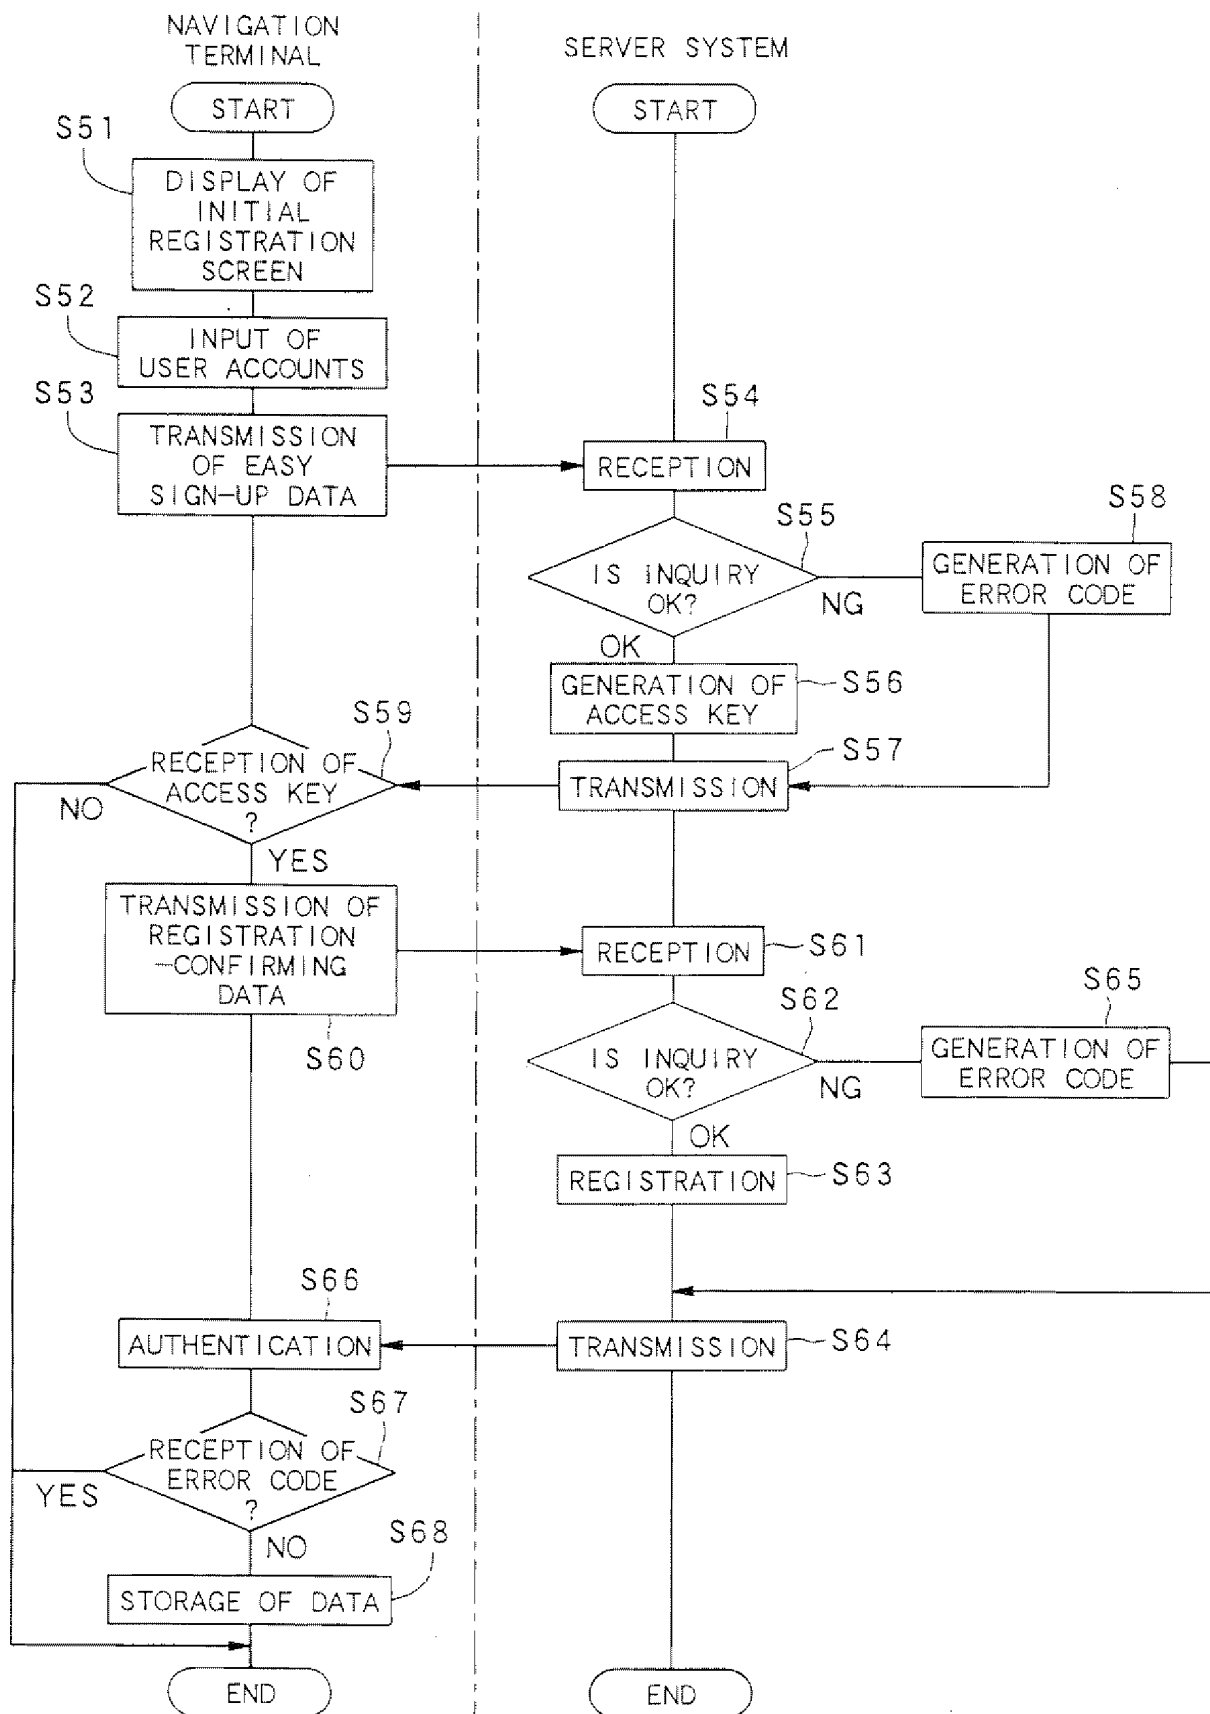 NAVIGATION
TERMINAL
SERVER SYSTEM
START
START
S51
DISPLAY OF
INITIAL
REGISTRATION
SCREEN
S52
INPUT OF
USER ACCOUNTS
S53
TRANSMISSION
OF EASY
SIGN-UP DATA
S54
RECEPTION
S55
IS INQUIRY
OK?
NG
OK
S58
GENERATION OF
ERROR CODE
GENERATION OF
ACCESS KEY
S56
S57
TRANSMISSION
S59
RECEPTION OF
ACCESS KEY
?
NO
YES
TRANSMISSION OF
REGISTRATION
-CONFIRMING
DATA
S60
RECEPTION
S61
S62
IS INQUIRY
OK?
NG
OK
S65
GENERATION OF
ERROR CODE
REGISTRATION
S63
S66
AUTHENTICATION
TRANSMISSION
S64
S67
RECEPTION OF
ERROR CODE
?
YES
NO
S68
STORAGE OF DATA
END
END